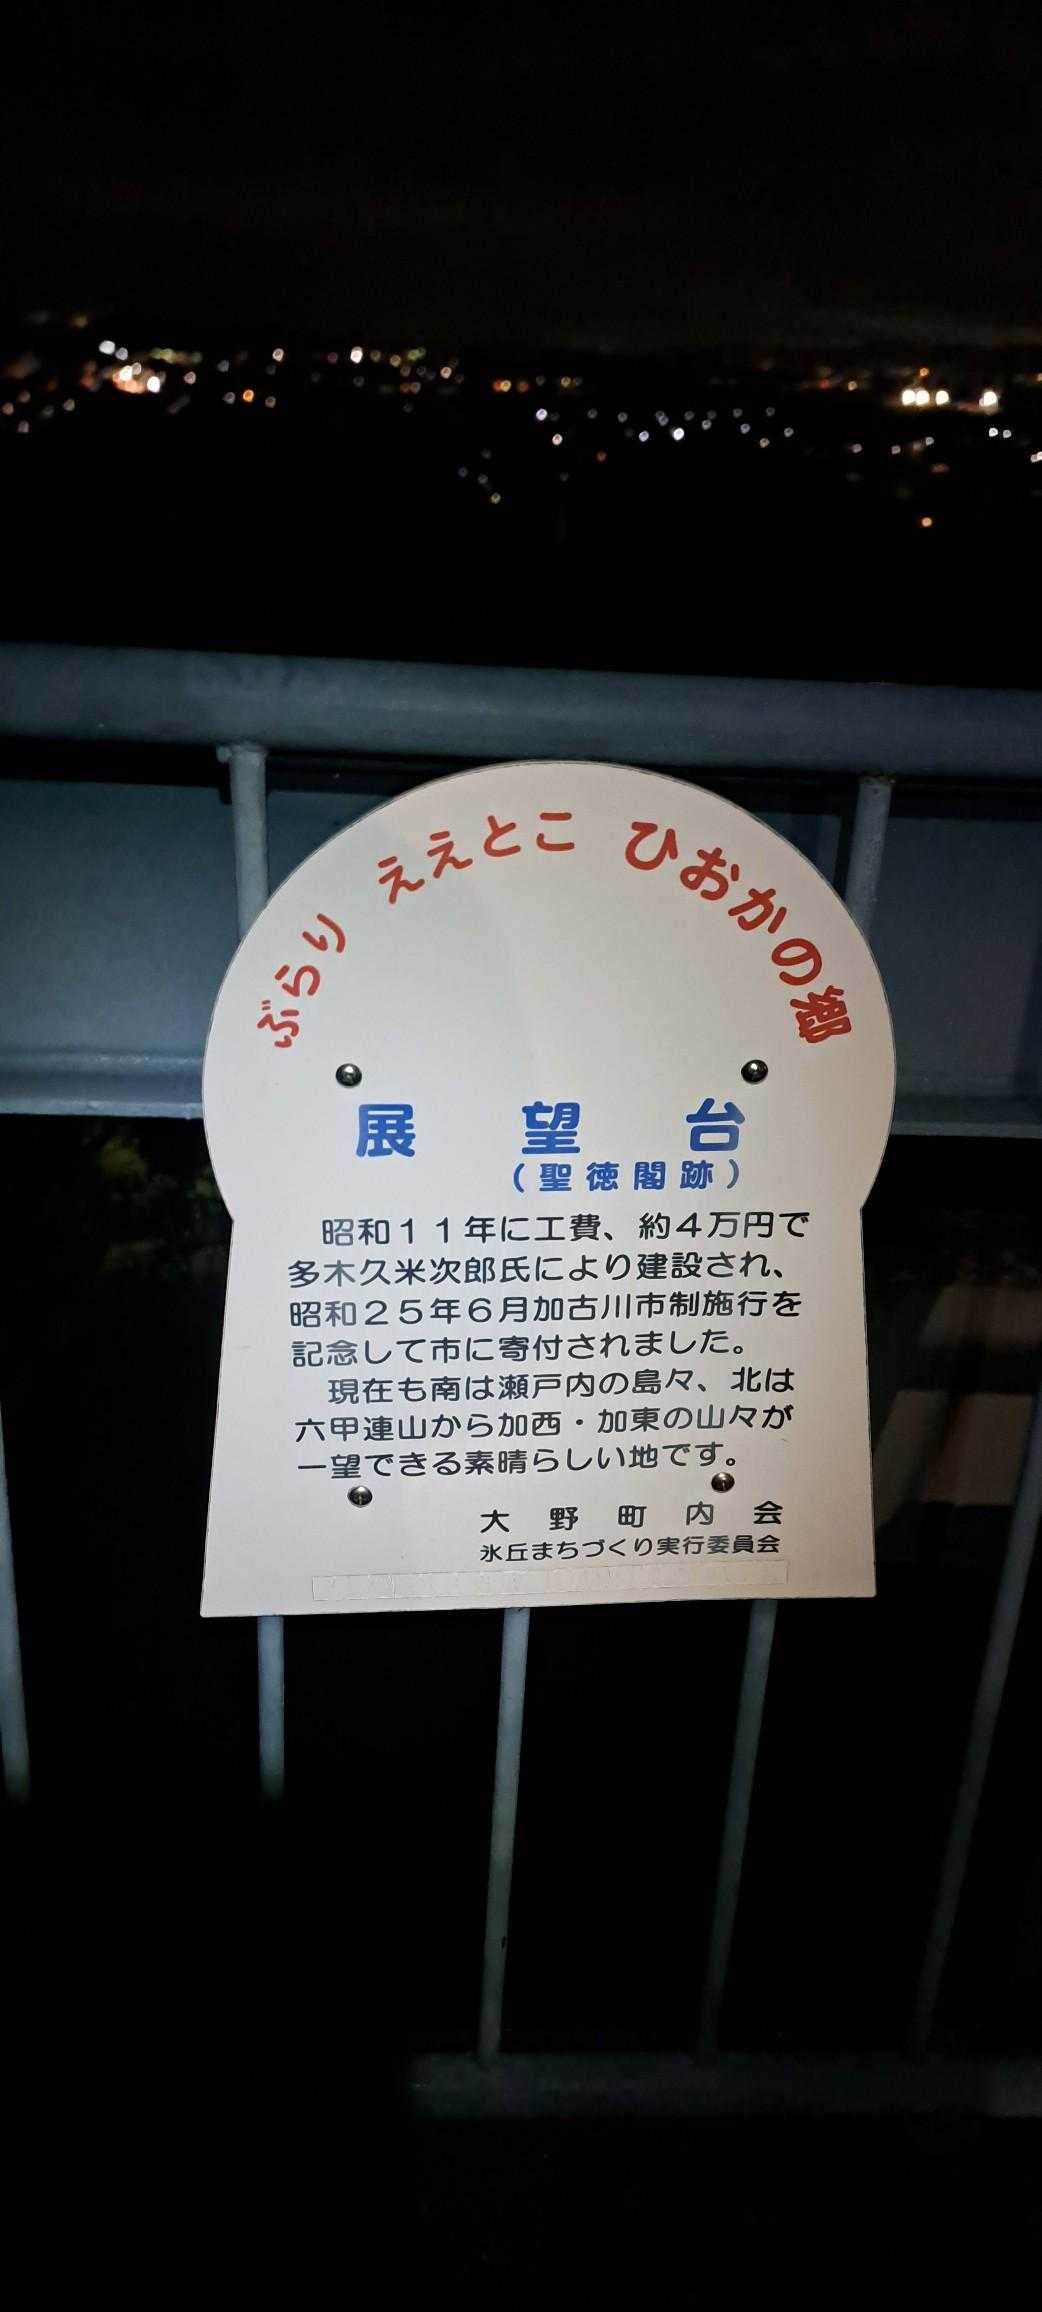 ぶらり ええとこ ひおかの郷
展望台
（聖徳閣跡）
昭和１１年に工費、約４万円で
多木久米次郎氏により建設され、
昭和２５年６月加古川市制施行を
記念して市に寄付されました。
現在も南は瀬戸内の島々、北は
六甲連山から加西・加東の山々が
一望できる素晴らしい地です。
大野町内会
氷丘まちづくり実行委員会